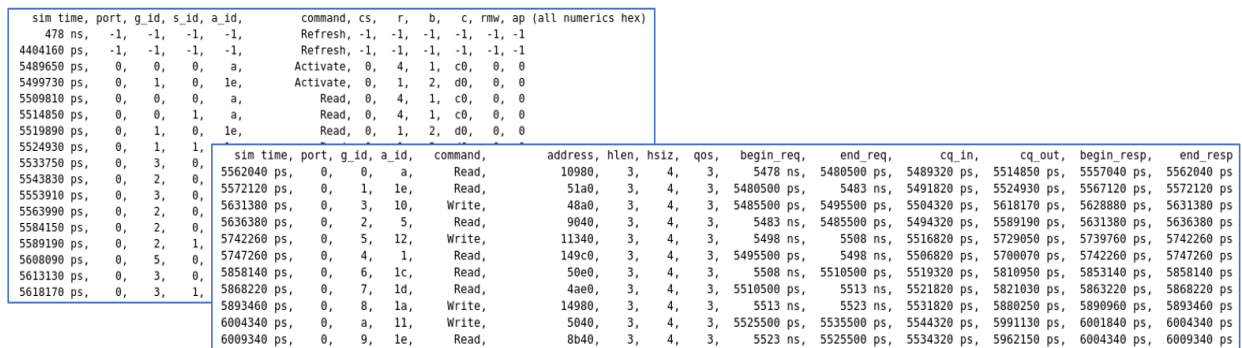 sim time, port, g_id, s_id, a_id, command, cs, r, b, c, rmw, ap (all numerics hex)
478 ns, -1, -1, -1, -1, Refresh, -1, -1, -1, -1, -1, -1
4404160 ps, -1, -1, -1, -1, Refresh, -1, -1, -1, -1, -1, -1
5489650 ps, 0, 0, 0, a, Activate, 0, 4, 1, c0, 0, 0
5499730 ps, 0, 1, 0, 1e, Activate, 0, 1, 2, d0, 0, 0
5509810 ps, 0, 0, 0, a, Read, 0, 4, 1, c0, 0, 0
5514850 ps, 0, 0, 1, a, Read, 0, 4, 1, c0, 0, 0
5519890 ps, 0, 1, 0, 1e, Read, 0, 1, 2, d0, 0, 0
5524930 ps, 0, 1, 1,
5533750 ps, 0, 3, 0,
5543830 ps, 0, 2, 0,
5553910 ps, 0, 3, 0,
5563990 ps, 0, 2, 0,
5584150 ps, 0, 2, 0,
5589190 ps, 0, 2, 1,
5608090 ps, 0, 5, 0,
5613130 ps, 0, 3, 0,
5618170 ps, 0, 3, 1,
sim time, port, g_id, a_id, command, address, hlen, hsiz, qos, begin_req, end_req, cq_in, cq_out, begin_resp, end_resp
5562040 ps, 0, 0, a, Read, 10980, 3, 4, 3, 5478 ns, 5480500 ps, 5489320 ps, 5514850 ps, 5557040 ps, 5562040 ps
5572120 ps, 0, 1, 1e, Read, 51a0, 3, 4, 3, 5480500 ps, 5483 ns, 5491820 ps, 5524930 ps, 5567120 ps, 5572120 ps
5631380 ps, 0, 3, 10, Write, 48a0, 3, 4, 3, 5485500 ps, 5495500 ps, 5504320 ps, 5618170 ps, 5628880 ps, 5631380 ps
5636380 ps, 0, 2, 5, Read, 9040, 3, 4, 3, 5483 ns, 5485500 ps, 5494320 ps, 5589190 ps, 5631380 ps, 5636380 ps
5742260 ps, 0, 5, 12, Write, 11340, 3, 4, 3, 5498 ns, 5508 ns, 5516820 ps, 5729050 ps, 5739760 ps, 5742260 ps
5747260 ps, 0, 4, 1, Read, 149c0, 3, 4, 3, 5495500 ps, 5498 ns, 5506820 ps, 5700070 ps, 5742260 ps, 5747260 ps
5858140 ps, 0, 6, 1c, Read, 50e0, 3, 4, 3, 5508 ns, 5510500 ps, 5519320 ps, 5810950 ps, 5853140 ps, 5858140 ps
5868220 ps, 0, 7, 1d, Read, 4ae0, 3, 4, 3, 5510500 ps, 5513 ns, 5521820 ps, 5821030 ps, 5863220 ps, 5868220 ps
5893460 ps, 0, 8, 1a, Write, 14980, 3, 4, 3, 5513 ns, 5523 ns, 5531820 ps, 5880250 ps, 5890960 ps, 5893460 ps
6004340 ps, 0, a, 11, Write, 5040, 3, 4, 3, 5525500 ps, 5535500 ps, 5544320 ps, 5991130 ps, 6001840 ps, 6004340 ps
6009340 ps, 0, 9, 1e, Read, 8b40, 3, 4, 3, 5523 ns, 5525500 ps, 5534320 ps, 5962150 ps, 6004340 ps, 6009340 ps